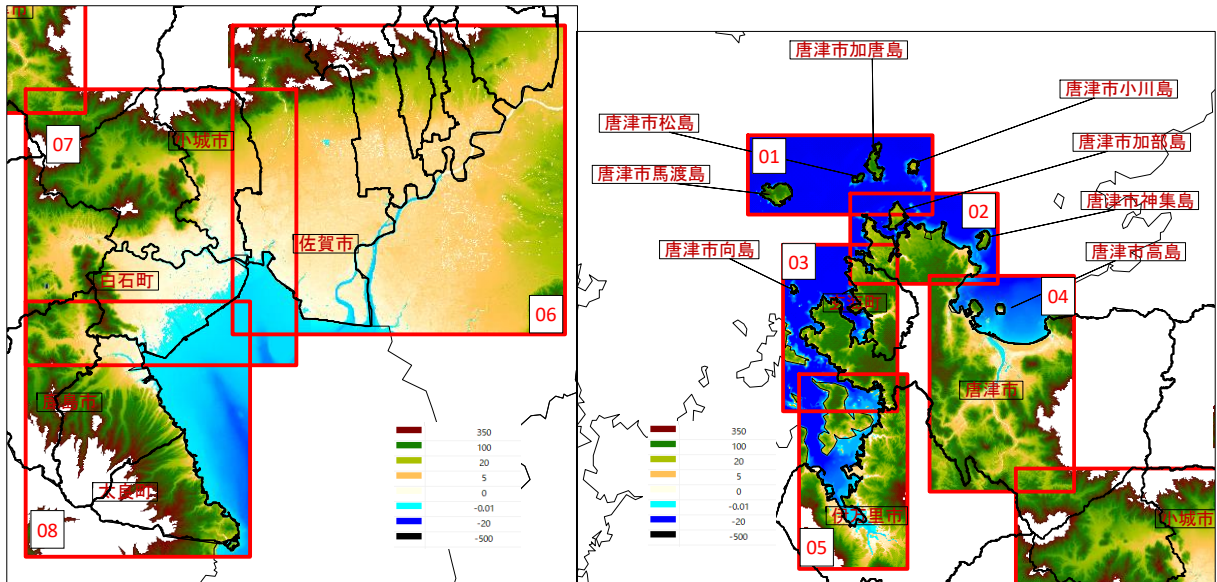 07
小城市
佐賀市
白石町
06
鹿島市
太良町
08
350
100
20
5
0
-0.01
-20
-500
唐津市加唐島
唐津市小川島
唐津市松島
唐津市加部島
01
唐津市馬渡島
唐津市神集島
02
唐津市向島
唐津市高島
03
04
町
唐津市
350
100
20
5
0
-0.01
-20
-500
伊万里市
小城市
05